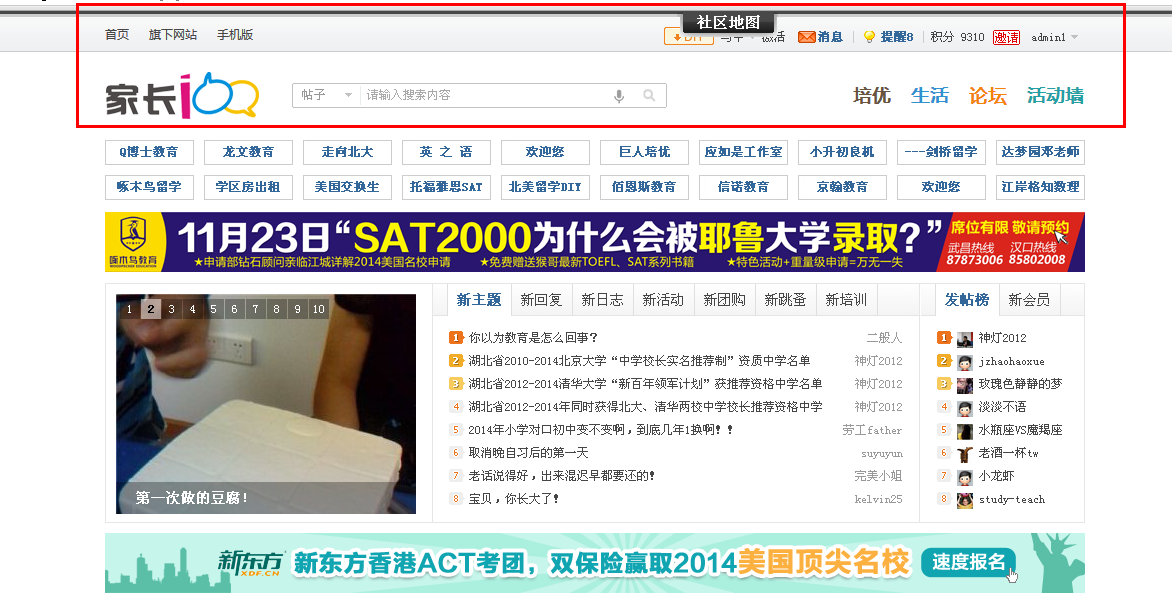 社区地图
首页 旗下网站 手机版
消息 提醒8 积分 9310 邀请 admin1
家长100
帖子 请输入搜索内容
培优 生活 论坛 活动墙
Q博士教育 龙文教育 走向北大 英 之 语 欢迎您 巨人培优 应如是工作室 小升初良机 ---剑桥留学 达梦园邓老师
啄木鸟留学 学区房出租 美国交换生 托福雅思SAT 北美留学DIY 佰恩斯教育 信诺教育 京翰教育 欢迎您 江岸格知数理
啄木鸟教育
11月23日“SAT2000为什么会被耶鲁大学录取？”
★申请部钻石顾问亲临江城详解2014美国名校申请 ★免费赠送猴哥最新TOEFL、SAT系列书籍 ★特色活动+重量级申请=万无一失
席位有限 敬请预约
武昌热线 汉口热线
87873006 85802008
1 2 3 4 5 6 7 8 9 10
第一次做的豆腐！
新主题 新回复 新日志 新活动 新团购 新跳蚤 新培训
1 你以为教育是怎么回事？ 二般人
2 湖北省2010-2014北京大学“中学校长实名推荐制”资质中学名单 神灯2012
3 湖北省2012-2014清华大学“新百年领军计划”获推荐资格中学名单 神灯2012
4 湖北省2012-2014年同时获得北大、清华两校中学校长推荐资格中学 神灯2012
5 2014年小学对口初中变不变啊，到底几年1换啊！！ 劳工father
6 取消晚自习后的第一天 suyuyun
7 老话说得好，出来混迟早都要还的！ 完美小姐
8 宝贝，你长大了！ kelvin25
发帖榜 新会员
1 神灯2012
2 jzhaohaoxue
3 玫瑰色静静的梦
4 淡淡不语
5 水瓶座VS魔羯座
6 老酒一杯tw
7 小龙虾
8 study-teach
新东方 XDF.CN 新东方香港ACT考团，双保险赢取2014美国顶尖名校 速度报名